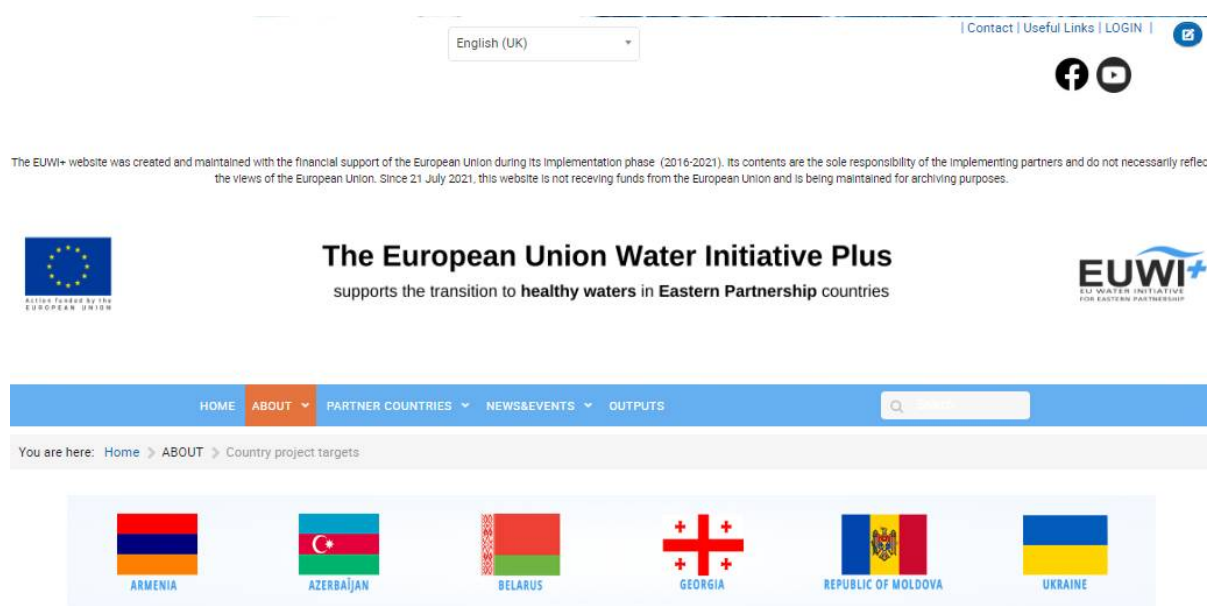 English (UK)
| Contact | Useful Links | LOGIN |
The EUWI+ website was created and maintained with the financial support of the European Union during its implementation phase (2016-2021). Its contents are the sole responsibility of the implementing partners and do not necessarily reflec
the views of the European Union. Since 21 July 2021, this website is not receving funds from the European Union and is being maintained for archiving purposes.
The European Union Water Initiative Plus
supports the transition to healthy waters in Eastern Partnership countries
Action funded by the
EUROPEAN UNION
EUWI+
EU WATER INITIATIVE
FOR EASTERN PARTNERSHIP
HOME ABOUT PARTNER COUNTRIES NEWS&EVENTS OUTPUTS
You are here: Home > ABOUT > Country project targets
ARMENIA AZERBAÏJAN BELARUS GEORGIA REPUBLIC OF MOLDOVA UKRAINE